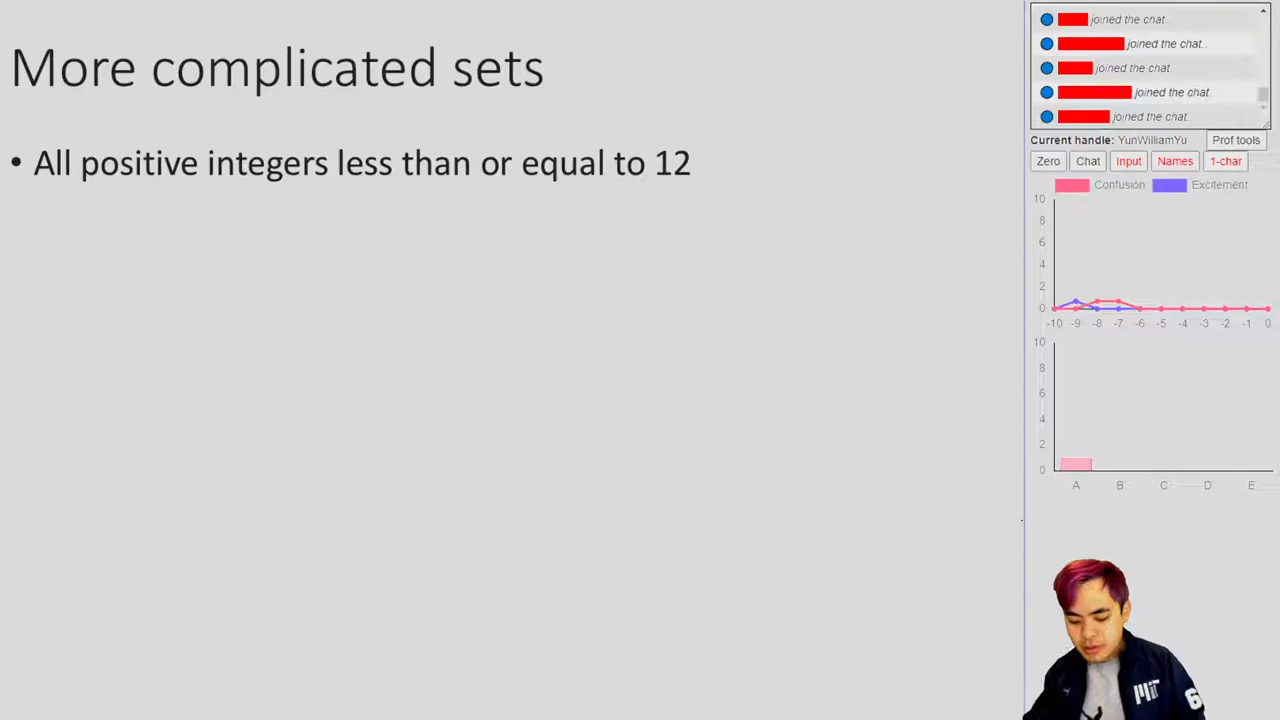 More complicated sets
• All positive integers less than or equal to 12
joined the chat.
joined the chat..
joined the chat.
joined the chat.
joined the chat.
Current handle: YunWilliamYu
Prof tools
Zero Chat Input Names 1-char
Confusion Excitement
10
8
6
4
2
0
-10 -9 -8 -7 -6 -5 -4 -3 -2 -1 0
10
8
6
4
2
0
A B C D E
MIT
6